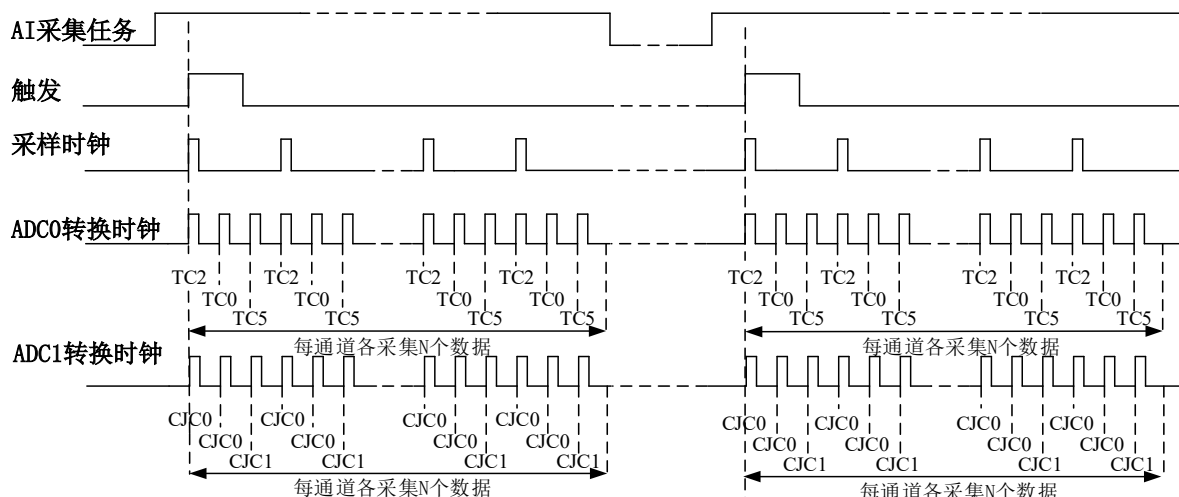 AI采集任务
触发
采样时钟
ADC0转换时钟
TC2 TC2 TC2 TC2 TC2 TC2 TC2 TC2
TC0 TC0 TC0 TC0 TC0 TC0 TC0 TC0
TC5 TC5 TC5 TC5 TC5 TC5 TC5 TC5
每通道各采集N个数据 每通道各采集N个数据
ADC1转换时钟
CJC0 CJC0 CJC0 CJC0 CJC0 CJC0 CJC0 CJC0
CJC0 CJC0 CJC0 CJC0 CJC0 CJC0 CJC0 CJC0
CJC1 CJC1 CJC1 CJC1 CJC1 CJC1 CJC1 CJC1
每通道各采集N个数据 每通道各采集N个数据